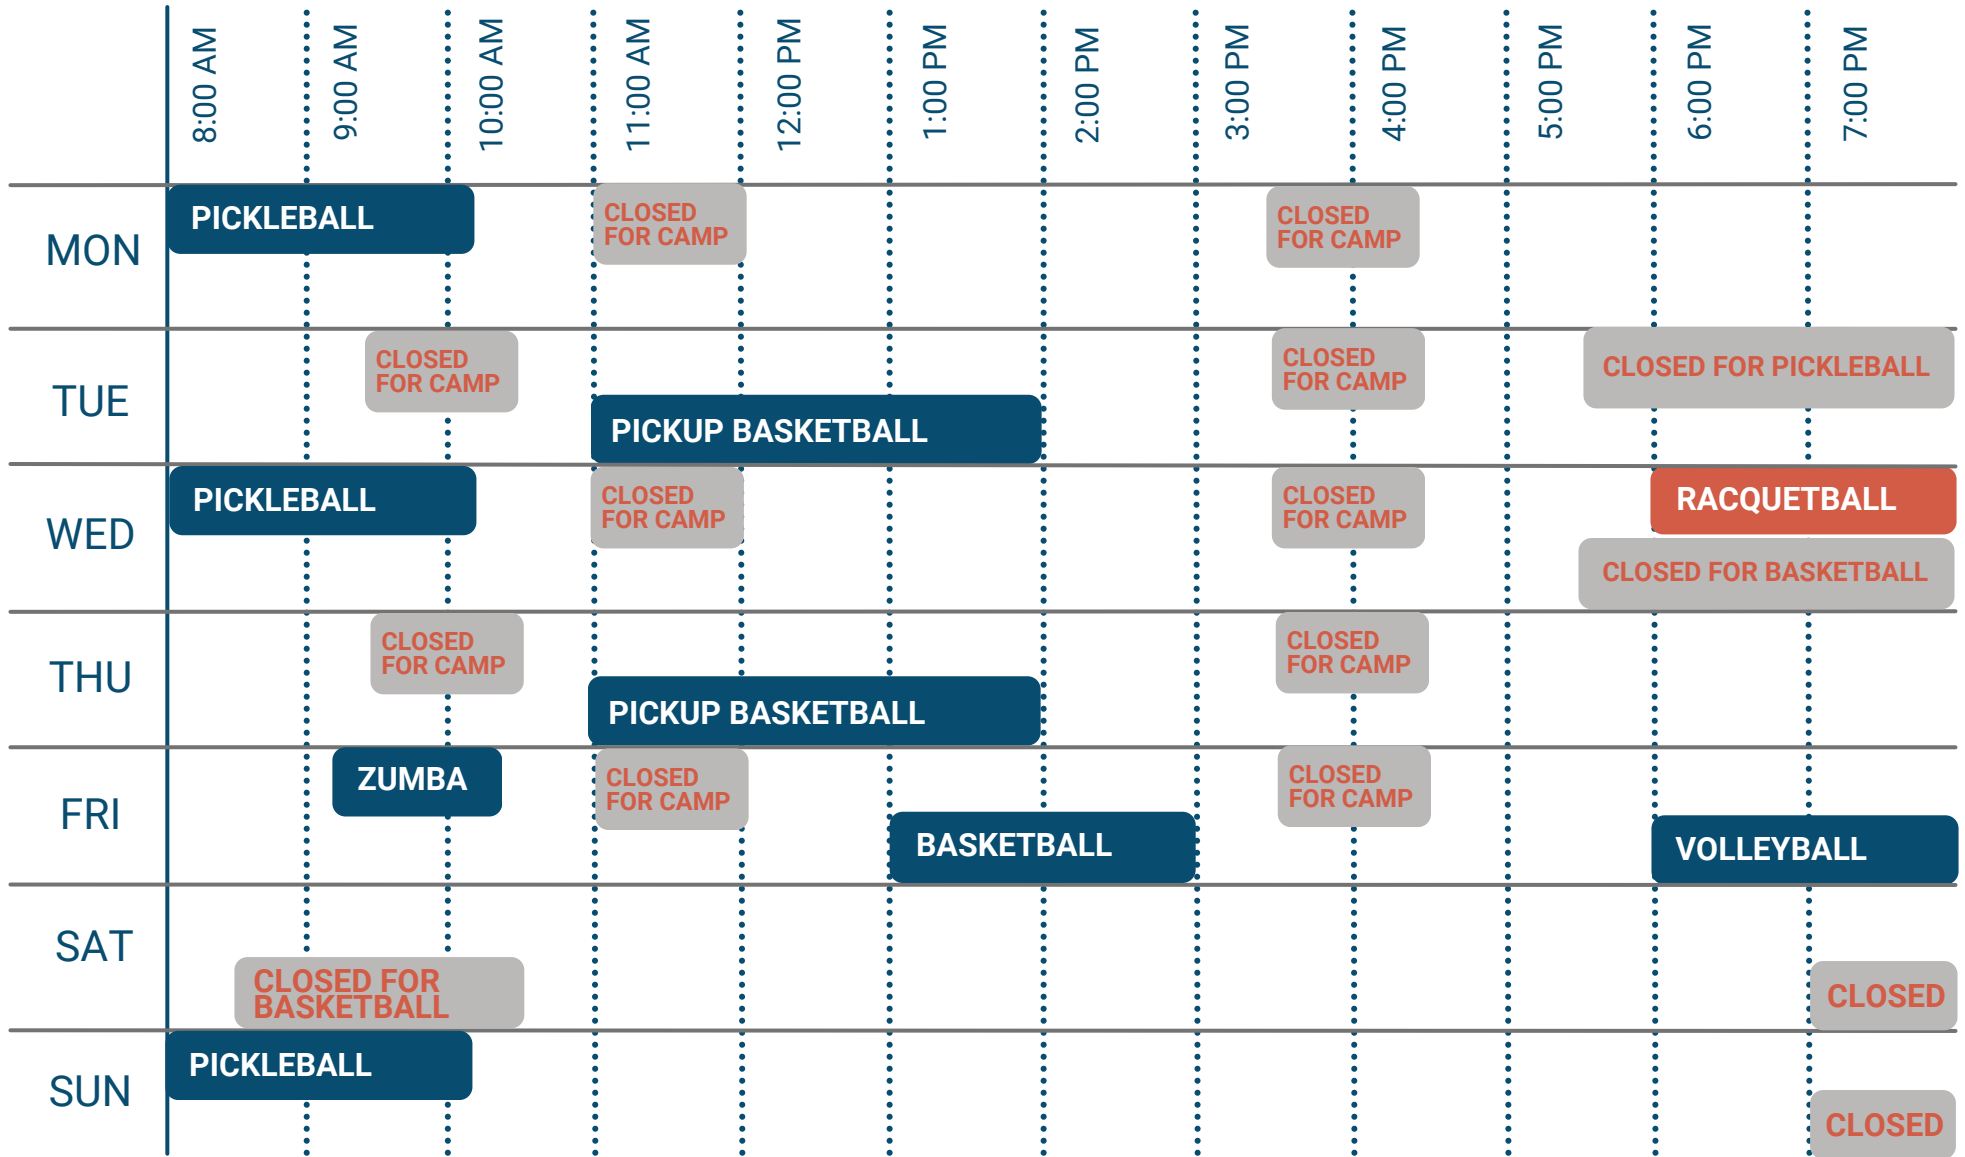 8:00 AM
9:00 AM
10:00 AM
11:00 AM
12:00 PM
1:00 PM
2:00 PM
3:00 PM
4:00 PM
5:00 PM
6:00 PM
7:00 PM
MON
PICKLEBALL
CLOSED
FOR CAMP
CLOSED
FOR CAMP
TUE
CLOSED
FOR CAMP
PICKUP BASKETBALL
CLOSED
FOR CAMP
CLOSED FOR PICKLEBALL
WED
PICKLEBALL
CLOSED
FOR CAMP
CLOSED
FOR CAMP
RACQUETBALL
CLOSED FOR BASKETBALL
THU
CLOSED
FOR CAMP
PICKUP BASKETBALL
CLOSED
FOR CAMP
FRI
ZUMBA
CLOSED
FOR CAMP
BASKETBALL
CLOSED
FOR CAMP
VOLLEYBALL
SAT
CLOSED FOR
BASKETBALL
CLOSED
SUN
PICKLEBALL
CLOSED